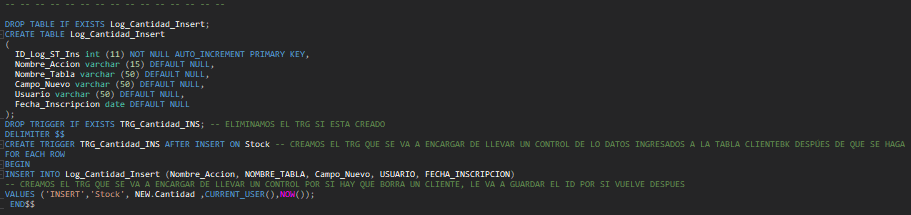 -- -- -- -- -- -- -- -- -- -- -- -- -- -- --
DROP TABLE IF EXISTS Log_Cantidad_Insert;
CREATE TABLE Log_Cantidad_Insert
(
ID_Log_ST_Ins int (11) NOT NULL AUTO_INCREMENT PRIMARY KEY,
Nombre_Accion varchar (15) DEFAULT NULL,
Nombre_Tabla varchar (50) DEFAULT NULL,
Campo_Nuevo varchar (50) DEFAULT NULL,
Usuario varchar (50) DEFAULT NULL,
Fecha_Inscripcion date DEFAULT NULL
);
DROP TRIGGER IF EXISTS TRG_Cantidad_INS; -- ELIMINAMOS EL TRG SI ESTA CREADO
DELIMITER $$
CREATE TRIGGER TRG_Cantidad_INS AFTER INSERT ON Stock -- CREAMOS EL TRG QUE SE VA A ENCARGAR DE LLEVAR UN CONTROL DE LO DATOS INGRESADOS A LA TABLA CLIENTEBK DESPÚES DE QUE SE HAGA
FOR EACH ROW
BEGIN
INSERT INTO Log_Cantidad_Insert (Nombre_Accion, NOMBRE_TABLA, Campo_Nuevo, USUARIO, FECHA_INSCRIPCION)
-- CREAMOS EL TRG QUE SE VA A ENCARGAR DE LLEVAR UN CONTROL POR SI HAY QUE BORRA UN CLIENTE, LE VA A GUARDAR EL ID POR SI VUELVE DESPUES
VALUES ('INSERT','Stock', NEW.Cantidad ,CURRENT_USER(),NOW());
END$$